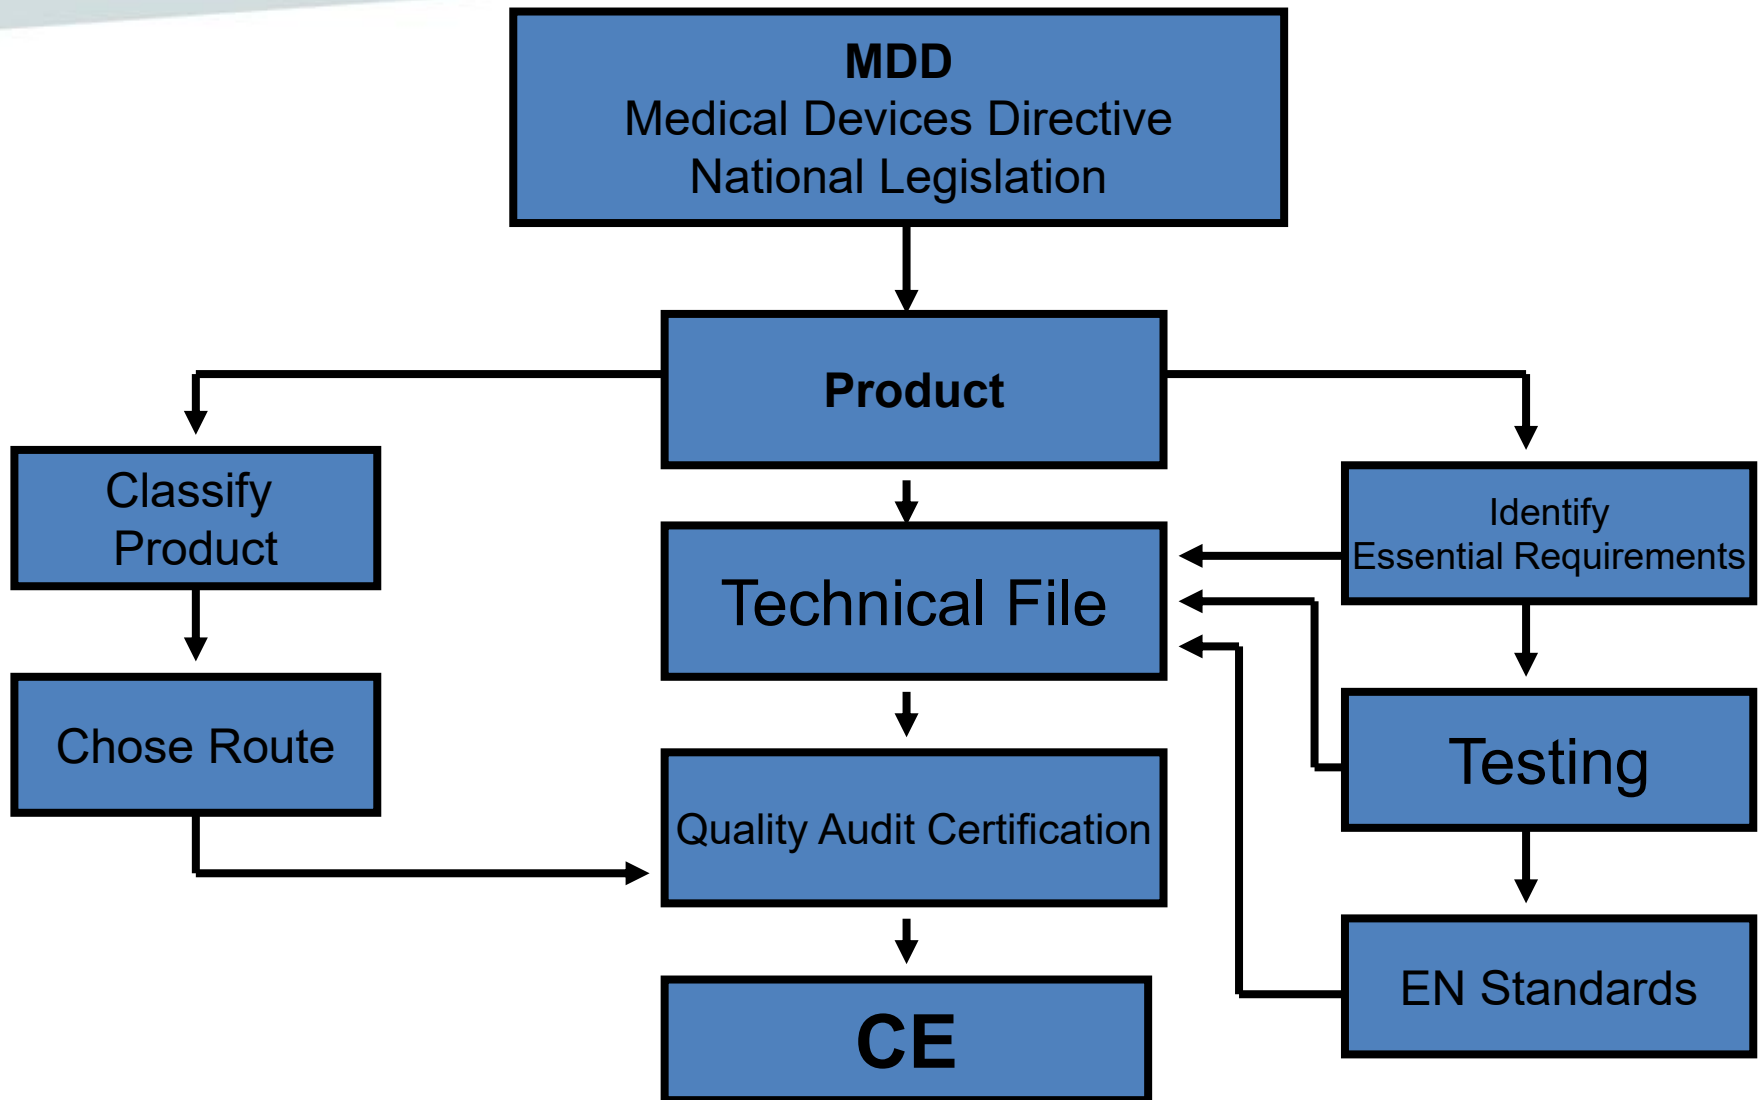 MDD
Medical Devices Directive
National Legislation
Product
Classify
Product
Identify
Essential Requirements
Technical File
Chose Route
Testing
Quality Audit Certification
EN Standards
CE